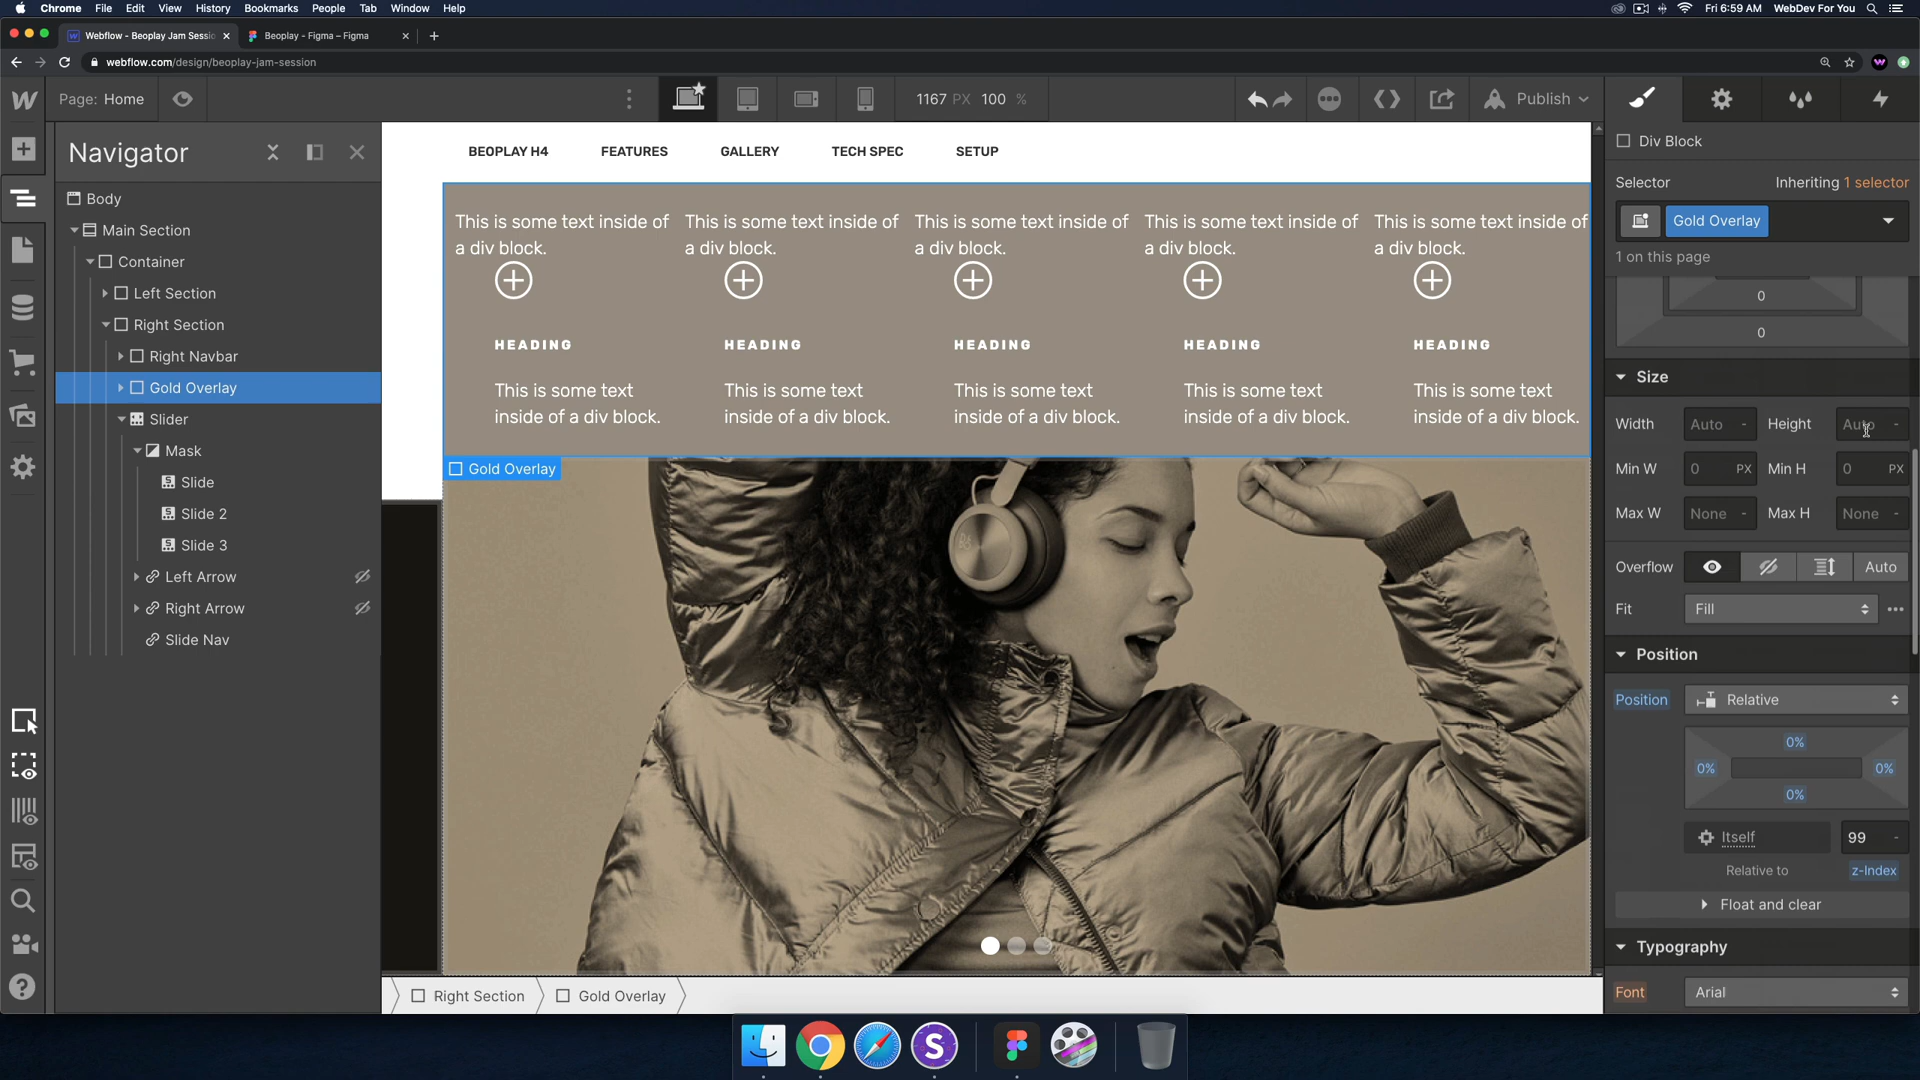 Chrome File Edit View History Bookmarks People Tab Window Help
Fri 6:59 AM WebDev For You
Webflow - Beoplay Jam Sessio
Beoplay - Figma – Figma
webflow.com/design/beoplay-jam-session
Page: Home
1167 PX 100 %
Publish
Navigator
Body
Main Section
Container
Left Section
Right Section
Right Navbar
Gold Overlay
Slider
Mask
Slide
Slide 2
Slide 3
Left Arrow
Right Arrow
Slide Nav
BEOPLAY H4 FEATURES GALLERY TECH SPEC SETUP
This is some text inside of This is some text inside of This is some text inside of This is some text inside of This is some text inside of
a div block. a div block. a div block. a div block. a div block.
HEADING HEADING HEADING HEADING HEADING
This is some text This is some text This is some text This is some text This is some text
inside of a div block. inside of a div block. inside of a div block. inside of a div block. inside of a div block.
Gold Overlay
Right Section Gold Overlay
Div Block
Selector Inheriting 1 selector
Gold Overlay
1 on this page
0
0
Size
Width Auto - Height Auto -
Min W 0 PX Min H 0 PX
Max W None - Max H None -
Overflow Auto
Fit Fill
Position
Position Relative
0%
0% 0%
0%
Itself 99 -
Relative to z-Index
Float and clear
Typography
Font Arial